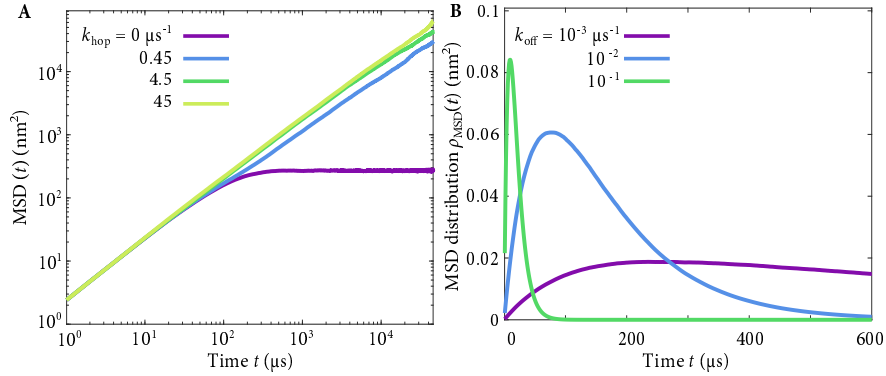 A
k_hop = 0 µs⁻¹
0.45
4.5
45
MSD (t) (nm²)
10⁴
10³
10²
10¹
10⁰
10⁰ 10¹ 10² 10³ 10⁴
Time t (µs)
B
k_off = 10⁻³ µs⁻¹
10⁻²
10⁻¹
MSD distribution ρ_MSD(t) (nm²)
0.1
0.08
0.06
0.04
0.02
0
0 200 400 600
Time t (µs)